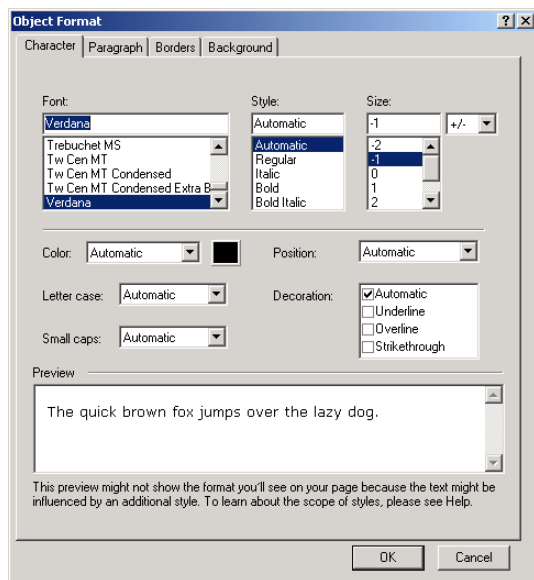 Object Format
Character Paragraph Borders Background
Font: Style: Size:
Verdana Automatic -1 +/-
Trebuchet MS Automatic -2
Tw Cen MT Regular -1
Tw Cen MT Condensed Italic 0
Tw Cen MT Condensed Extra B Bold 1
Verdana Bold Italic 2
Color: Automatic Position: Automatic
Letter case: Automatic Decoration: Automatic
Underline
Overline
Small caps: Automatic Strikethrough
Preview
The quick brown fox jumps over the lazy dog.
This preview might not show the format you'll see on your page because the text might be
influenced by an additional style. To learn about the scope of styles, please see Help.
OK Cancel